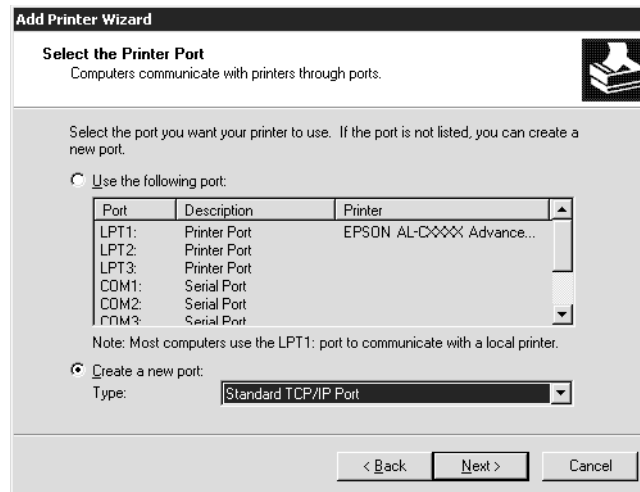 Add Printer Wizard
Select the Printer Port
Computers communicate with printers through ports.
Select the port you want your printer to use. If the port is not listed, you can create a
new port.
Use the following port:
Port Description Printer
LPT1: Printer Port EPSON AL-CXXXX Advance...
LPT2: Printer Port
LPT3: Printer Port
COM1: Serial Port
COM2: Serial Port
COM3: Serial Port
Note: Most computers use the LPT1: port to communicate with a local printer.
Create a new port:
Type: Standard TCP/IP Port
< Back Next > Cancel